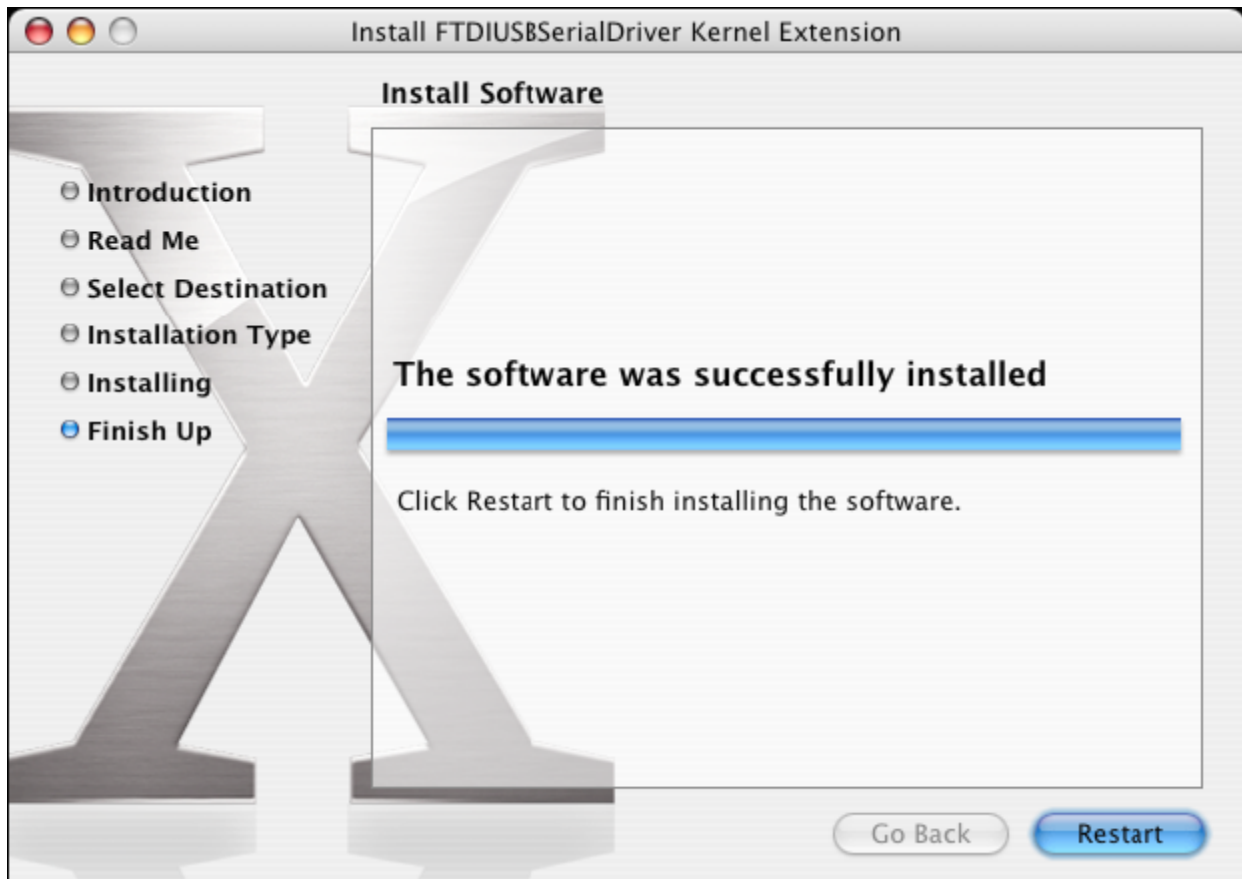 Install FTDIUSBSerialDriver Kernel Extension
Install Software
Introduction
Read Me
Select Destination
Installation Type
Installing
Finish Up
The software was successfully installed
Click Restart to finish installing the software.
Go Back
Restart